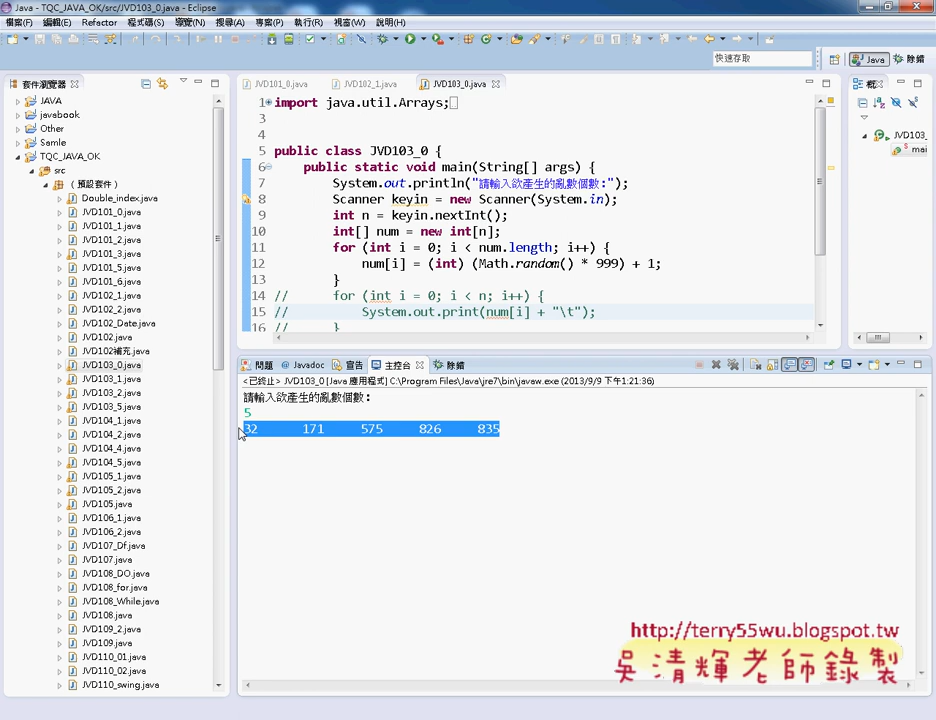 Java - TQC_JAVA_OK/src/JVD103_0.java - Eclipse
檔案(F) 編輯(E) Refactor 程式碼(S) 導覽(N) 搜尋(A) 專案(P) 執行(R) 視窗(W) 說明(H)
快速存取 Java 除錯
套件瀏覽器
JAVA
javabook
Other
Samle
TQC_JAVA_OK
src
(預設套件)
Double_index.java
JVD101_0.java
JVD101_1.java
JVD101_2.java
JVD101_3.java
JVD101_5.java
JVD101_6.java
JVD102_1.java
JVD102_2.java
JVD102_Date.java
JVD102.java
JVD102補充.java
JVD103_0.java
JVD103_1.java
JVD103_2.java
JVD103_5.java
JVD104_1.java
JVD104_2.java
JVD104_4.java
JVD104_5.java
JVD105_1.java
JVD105_2.java
JVD105.java
JVD106_1.java
JVD106_2.java
JVD107_Df.java
JVD107.java
JVD108_DO.java
JVD108_for.java
JVD108_While.java
JVD108.java
JVD109_2.java
JVD109.java
JVD110_01.java
JVD110_02.java
JVD110_swing.java
JVD101_0.java JVD102_1.java JVD103_0.java
1 import java.util.Arrays;
3
4
5 public class JVD103_0 {
6 public static void main(String[] args) {
7 System.out.println("請輸入欲產生的亂數個數:");
8 Scanner keyin = new Scanner(System.in);
9 int n = keyin.nextInt();
10 int[] num = new int[n];
11 for (int i = 0; i < num.length; i++) {
12 num[i] = (int) (Math.random() * 999) + 1;
13 }
14 // for (int i = 0; i < n; i++) {
15 // System.out.print(num[i] + "\t");
16 // }
概
JVD103_
mai
問題 @ Javadoc 宣告 主控台 除錯
<已終止> JVD103_0 [Java 應用程式] C:\Program Files\Java\jre7\bin\javaw.exe (2013/9/9 下午1:21:36)
請輸入欲產生的亂數個數:
5
32 171 575 826 835
http://terry55wu.blogspot.tw
吳清輝老師錄製